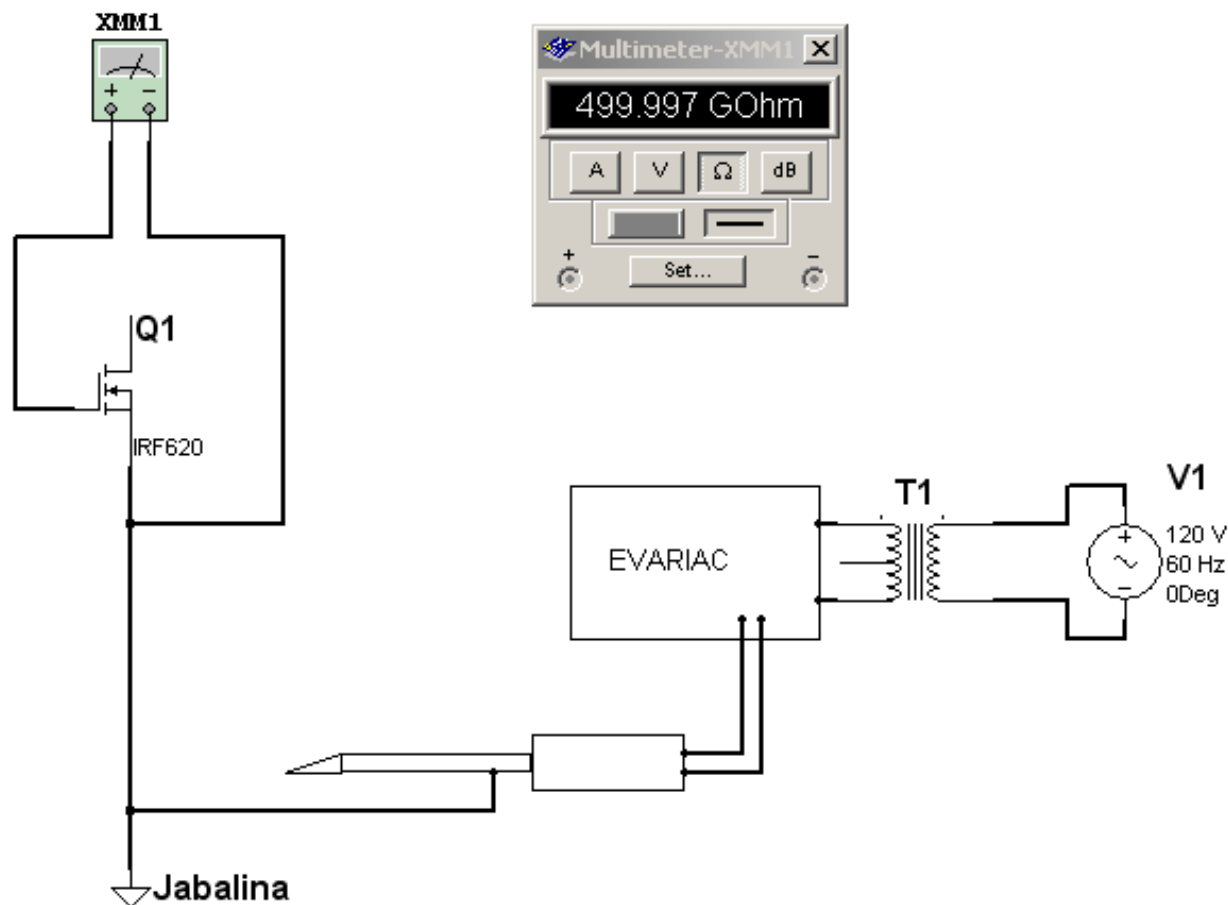 XMM1
+ −
Multimeter-XMM1
499.997 GOhm
A V Ω dB
+ −
Set...
Q1
IRF620
EVARIAC
T1
V1
+
−
120 V
60 Hz
0Deg
Jabalina